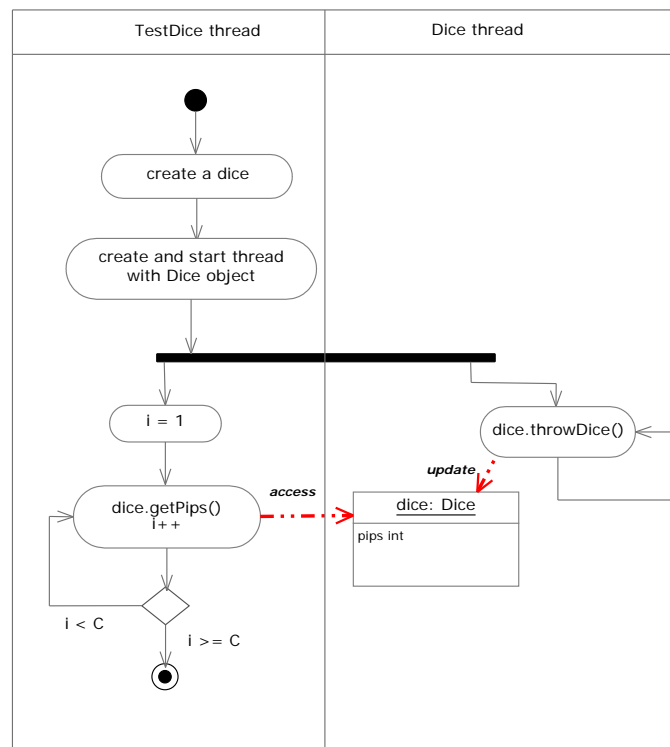 TestDice thread
Dice thread
create a dice
create and start thread
with Dice object
i = 1
dice.throwDice()
update
access
dice.getPips()
i++
dice: Dice
pips int
i < C
i >= C